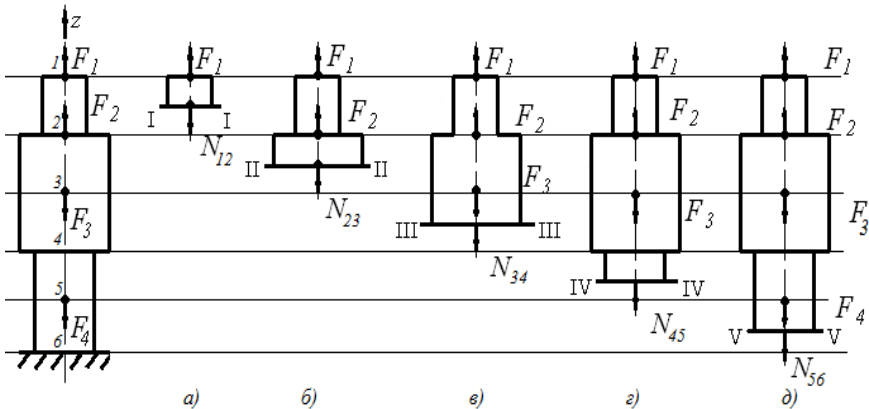 z
1 F1 F1 F1 F1 F1 F1
F2 I I F2 F2 F2 F2
2 N12
II II
3 F3 N23 F3 F3 F3
4 III III
N34
IV IV
5 F4 N45 F4
6 V V
N56
а) б) в) г) д)